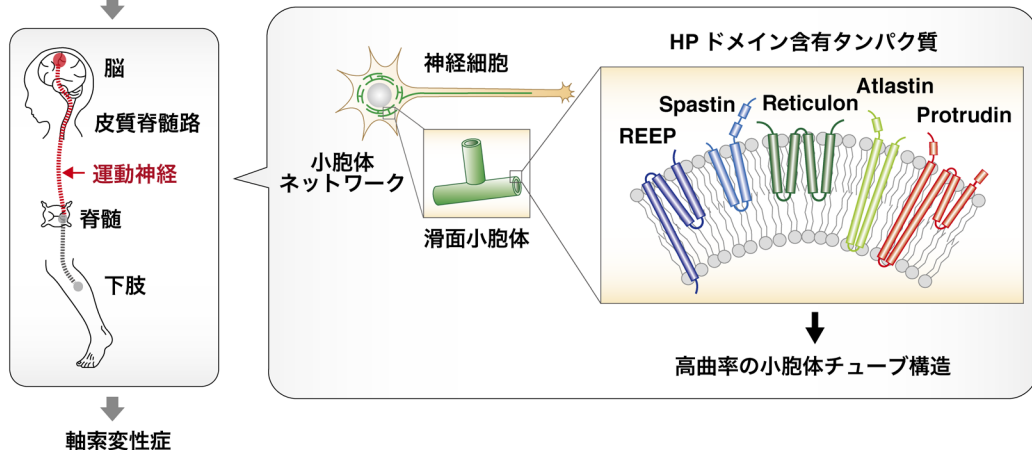 脳
皮質脊髄路
運動神経
脊髄
下肢
軸索変性症
神経細胞
小胞体
ネットワーク
滑面小胞体
HP ドメイン含有タンパク質
REEP
Spastin
Reticulon
Atlastin
Protrudin
高曲率の小胞体チューブ構造